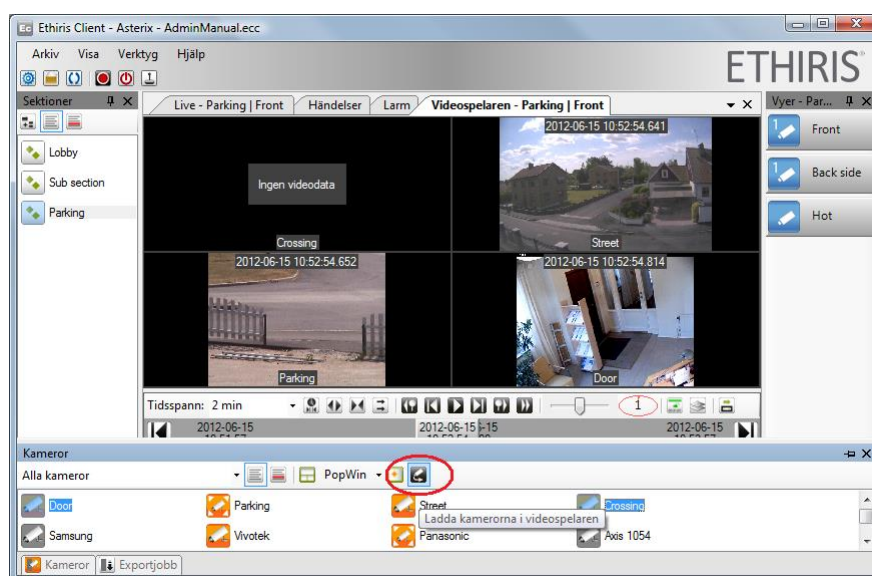 Ec Ethiris Client - Asterix - AdminManual.ecc
Arkiv Visa Verktyg Hjälp
ETHIRIS
Sektioner
Live - Parking | Front Händelser Larm Videospelaren - Parking | Front
Vyer - Par...
Lobby
Sub section
Parking
Ingen videodata
Crossing
2012-06-15 10:52:54.641
Street
2012-06-15 10:52:54.652
Parking
2012-06-15 10:52:54.814
Door
1 Front
1 Back side
Hot
Tidsspann: 2 min
1
2012-06-15 2012-06-15 2012-06-15
Kameror
Alla kameror PopWin
Door Parking Street Crossing
Ladda kamerorna i videospelaren
Samsung Vivotek Panasonic Axis 1054
Kameror Exportjobb